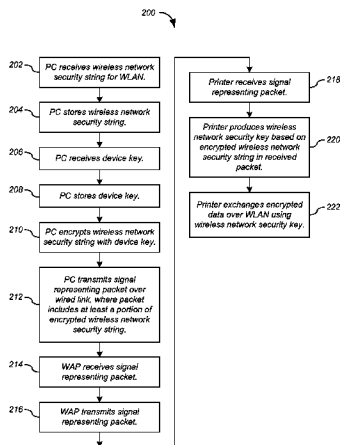 200
202
PC receives wireless network
security string for WLAN.
204
PC stores wireless network
security string.
206
PC receives device key.
208
PC stores device key.
210
PC encrypts wireless network
security string with device key.
212
PC transmits signal
representing packet over
wired link, where packet
includes at least a portion of
encrypted wireless network
security string.
214
WAP receives signal
representing packet.
216
WAP transmits signal
representing packet.
Printer receives signal
representing packet.
218
Printer produces wireless
network security key based on
encrypted wireless network
security string in received
packet.
220
Printer exchanges encrypted
data over WLAN using
wireless network security key.
222